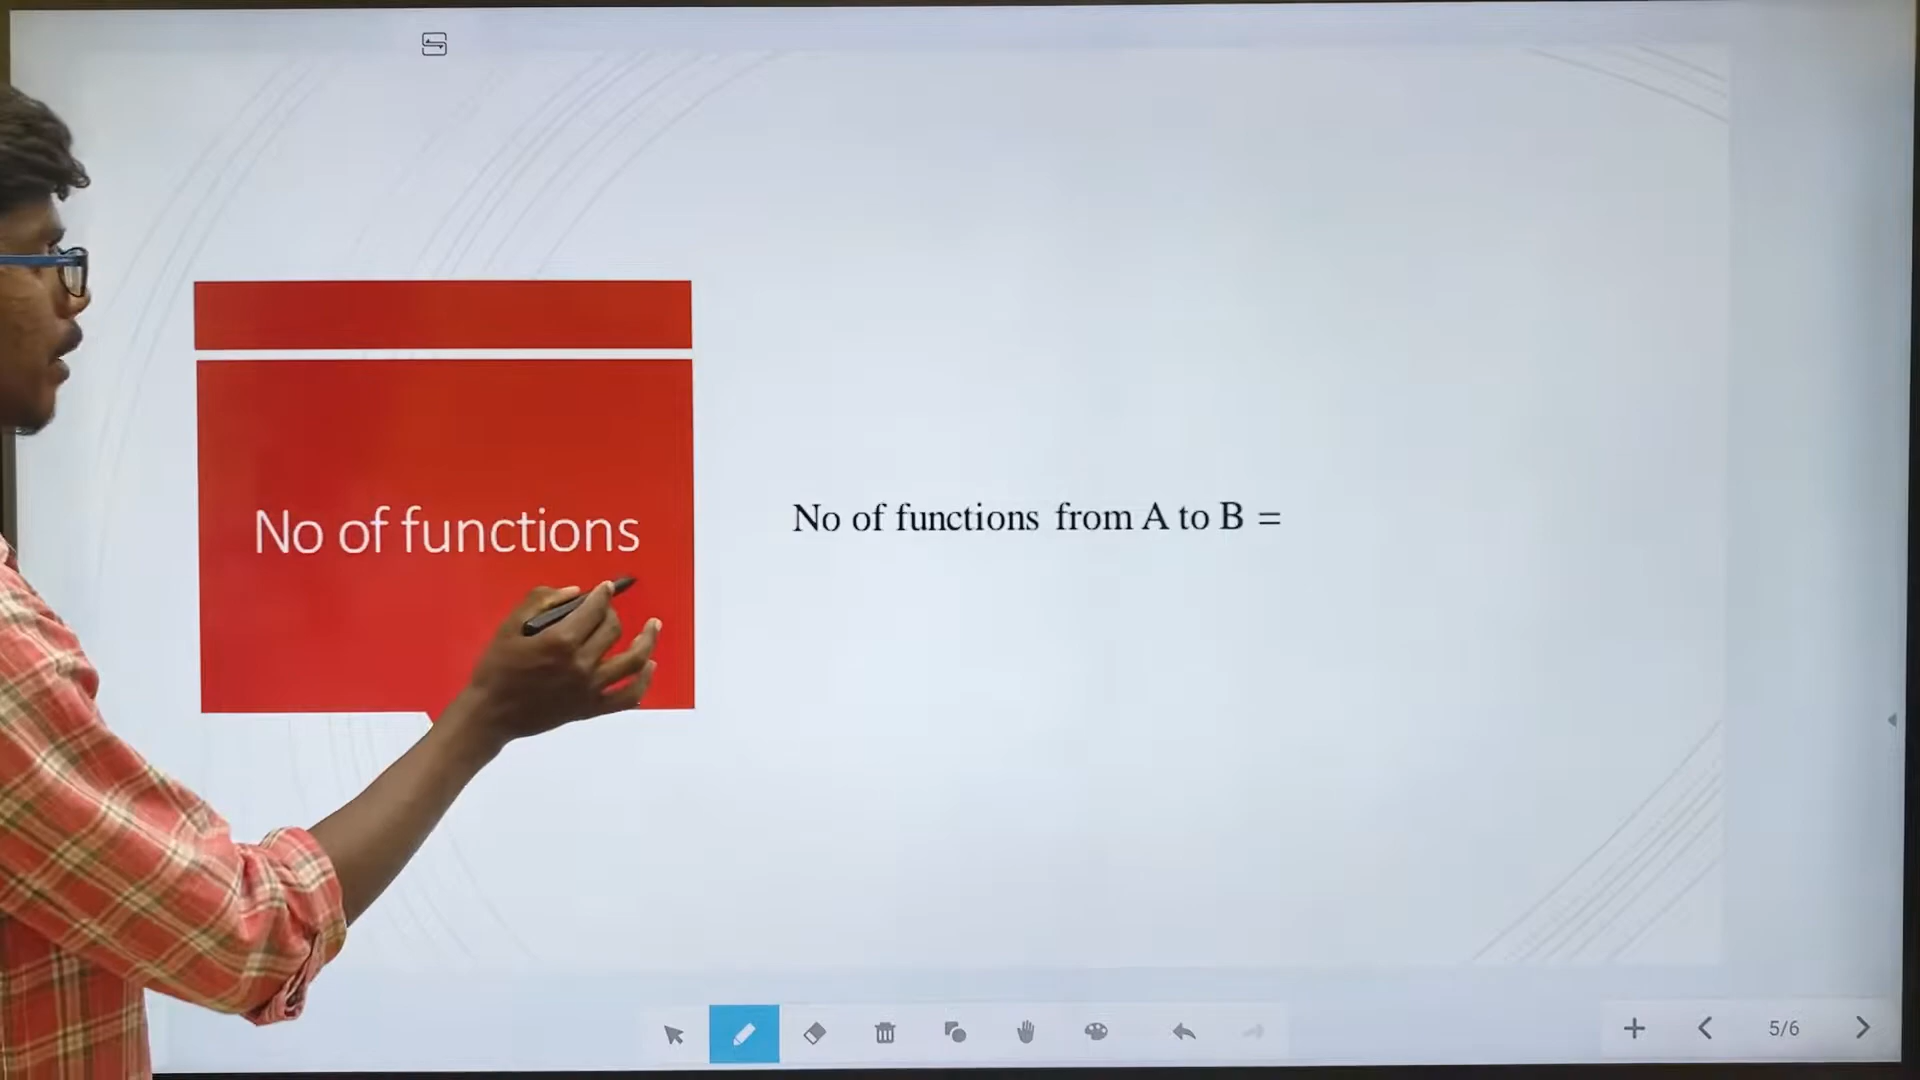 No of functions
No of functions from A to B =
5/6